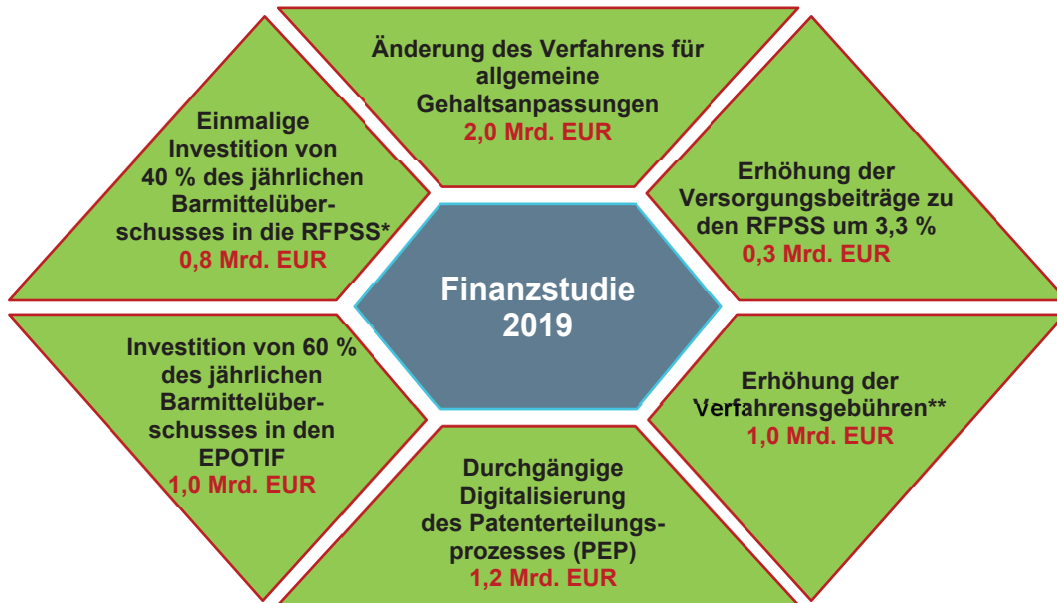 Änderung des Verfahrens für
allgemeine
Gehaltsanpassungen
2,0 Mrd. EUR
Einmalige
Investition von
40 % des jährlichen
Barmittelüber-
schusses in die RFPSS*
0,8 Mrd. EUR
Erhöhung der
Versorgungsbeiträge zu
den RFPSS um 3,3 %
0,3 Mrd. EUR
Finanzstudie
2019
Investition von 60 %
des jährlichen
Barmittelüber-
schusses in den
EPOTIF
1,0 Mrd. EUR
Erhöhung der
Verfahrensgebühren**
1,0 Mrd. EUR
Durchgängige
Digitalisierung
des Patenterteilungs-
prozesses (PEP)
1,2 Mrd. EUR